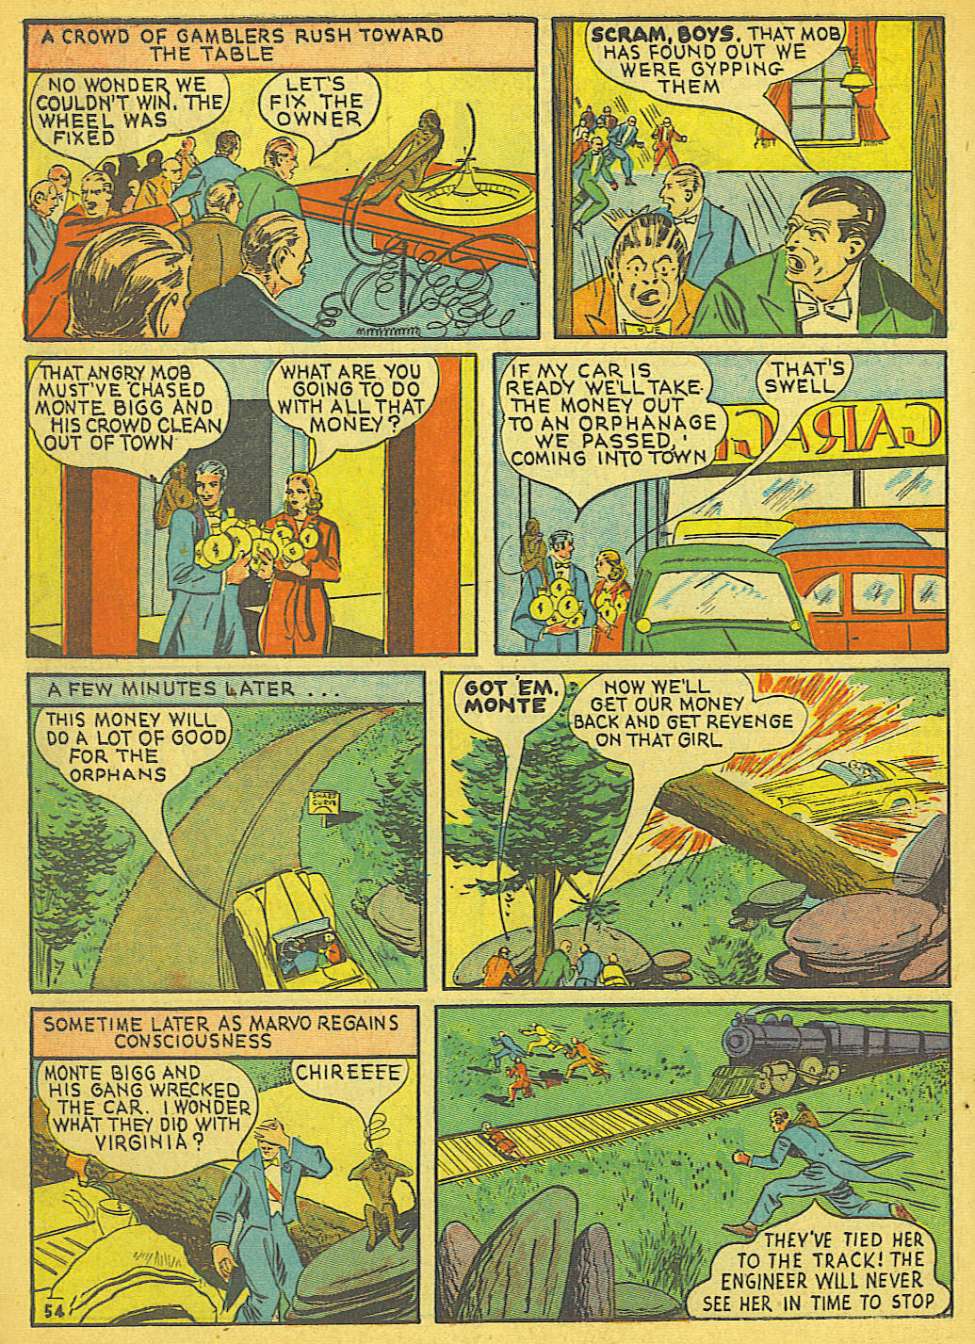 A CROWD OF GAMBLERS RUSH TOWARD
THE TABLE
NO WONDER WE
COULDN'T WIN. THE
WHEEL WAS
FIXED
LET'S
FIX THE
OWNER
SCRAM, BOYS. THAT MOB
HAS FOUND OUT WE
WERE GYPPING
THEM
THAT ANGRY MOB
MUST'VE CHASED
MONTE BIGG AND
HIS CROWD CLEAN
OUT OF TOWN
WHAT ARE YOU
GOING TO DO
WITH ALL THAT
MONEY?
$
$
$
IF MY CAR IS
READY WE'LL TAKE
THE MONEY OUT
TO AN ORPHANAGE
WE PASSED,
COMING INTO TOWN
THAT'S
SWELL
GARAG
$
$
$
A FEW MINUTES LATER ...
THIS MONEY WILL
DO A LOT OF GOOD
FOR THE
ORPHANS
SHARP
CURVE
GOT 'EM,
MONTE
NOW WE'LL
GET OUR MONEY
BACK AND GET REVENGE
ON THAT GIRL
SOMETIME LATER AS MARVO REGAINS
CONSCIOUSNESS
MONTE BIGG AND
HIS GANG WRECKED
THE CAR. I WONDER
WHAT THEY DID WITH
VIRGINIA?
CHIREEEE
54
THEY'VE TIED HER
TO THE TRACK! THE
ENGINEER WILL NEVER
SEE HER IN TIME TO STOP